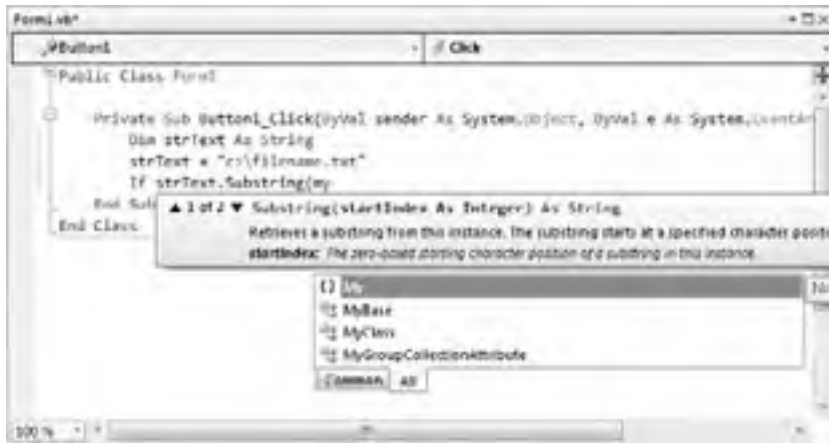 Form1.vb*
Button1
Click
Public Class Form1
Private Sub Button1_Click(ByVal sender As System.Object, ByVal e As System.EventAr
Dim strText As String
strText = "c:\filename.txt"
If strText.Substring(my
End Sub
▲ 1 of 2 ▼ Substring(startIndex As Integer) As String
Retrieves a substring from this instance. The substring starts at a specified character positi
startIndex: The zero-based starting character position of a substring in this instance.
End Class
{} My
MyBase
MyClass
MyGroupCollectionAttribute
Common All
100 %